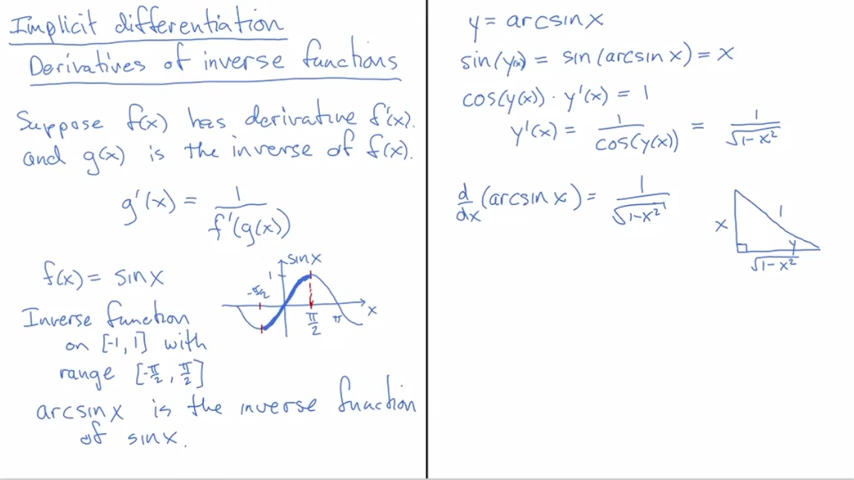 Implicit differentiation
Derivatives of inverse functions
Suppose f(x) has derivative f'(x).
and g(x) is the inverse of f(x).
g'(x) = 1 / f'(g(x))
f(x) = sin x
Inverse function
on [-1, 1] with
range [-π/2, π/2]
arcsin x is the inverse function
of sin x.
sin x
1
-π/2
π/2
π
x
y = arcsin x
sin(y(x)) = sin(arcsin x) = x
cos(y(x)) · y'(x) = 1
y'(x) = 1 / cos(y(x)) = 1 / √(1-x²)
d/dx (arcsin x) = 1 / √(1-x²)
x
1
y
√(1-x²)